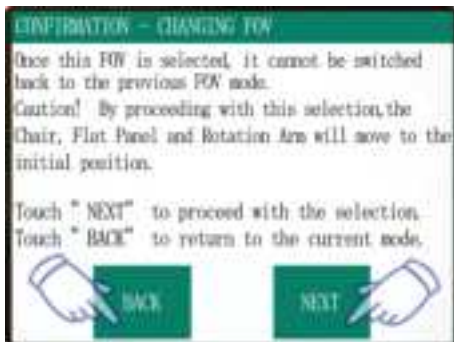 CONFIRMATION - CHANGING FOV
Once this FOV is selected, it cannot be switched
back to the previous FOV mode.
Caution! By proceeding with this selection,the
Chair, Flat Panel and Rotation Arm will move to the
initial position.
Touch " NEXT" to proceed with the selection.
Touch " BACK" to return to the current mode.
BACK NEXT